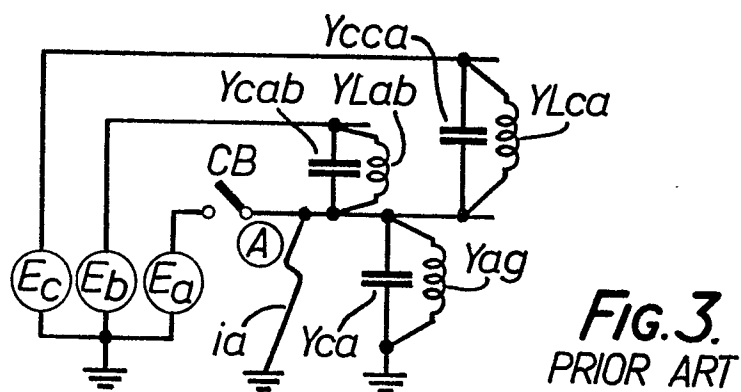 Ycca
Ycab YLab
YLca
CB
A
Ec Eb Ea
Yag
ia Yca
FIG. 3.
PRIOR ART